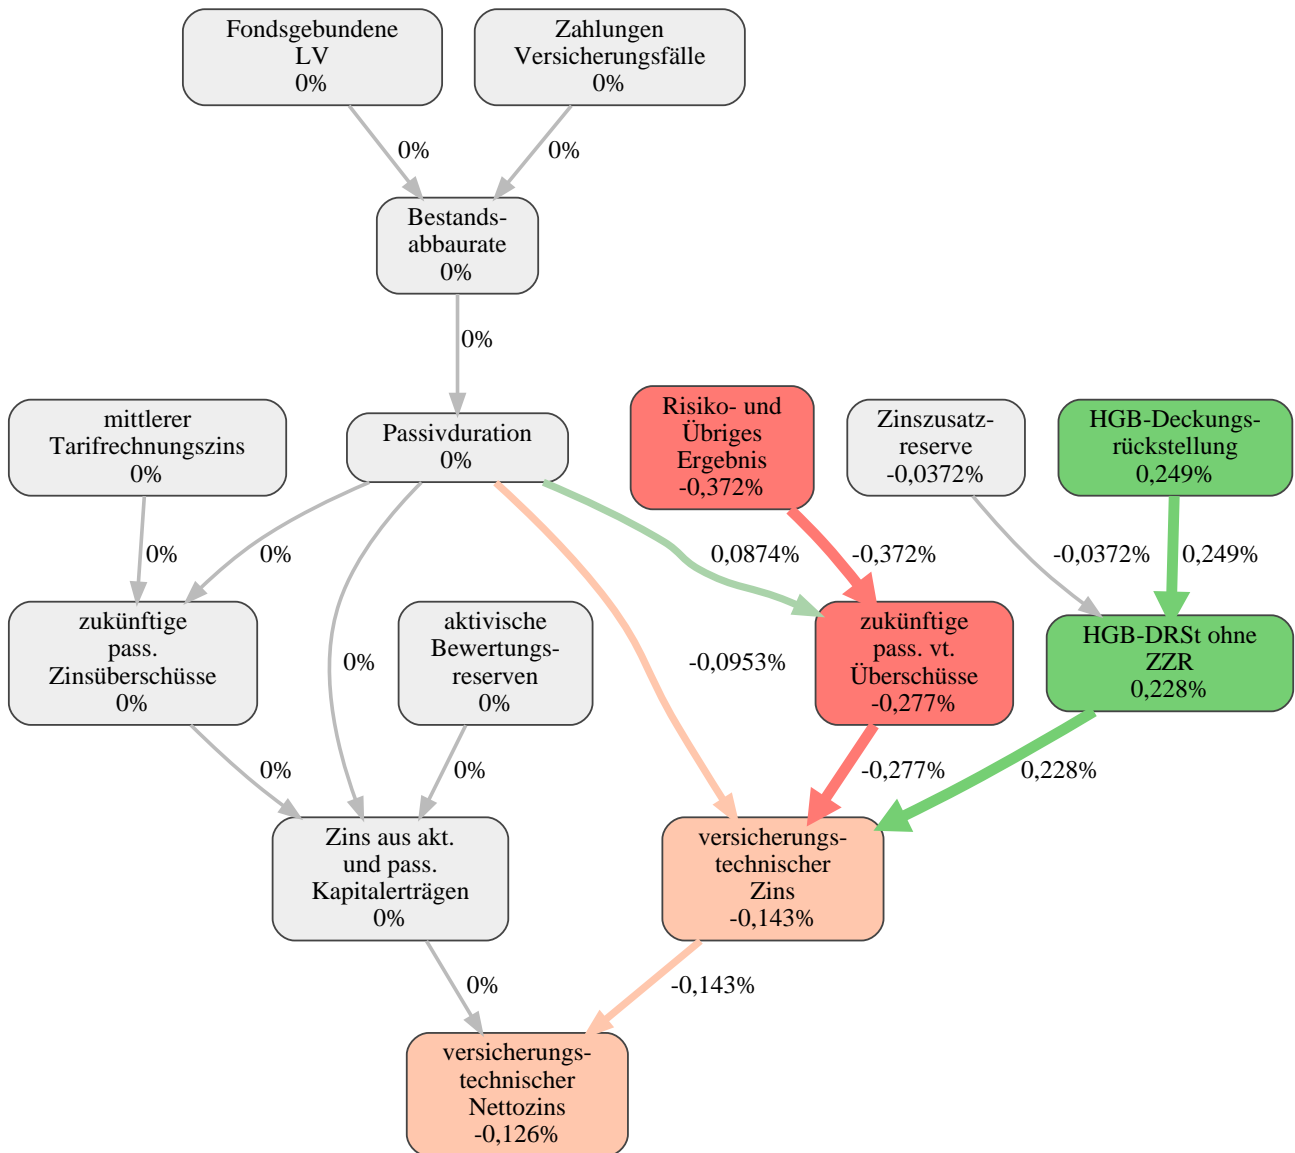 Fondsgebundene
LV
0%
Zahlungen
Versicherungsfälle
0%
0%
0%
Bestands-
abbaurate
0%
0%
mittlerer
Tarifrechnungszins
0%
Passivduration
0%
Risiko- und
Übriges
Ergebnis
-0,372%
Zinszusatz-
reserve
-0,0372%
HGB-Deckungs-
rückstellung
0,249%
0%
0%
0,0874%
-0,372%
-0,0372%
0,249%
zukünftige
pass.
Zinsüberschüsse
0%
0%
aktivische
Bewertungs-
reserven
0%
-0,0953%
zukünftige
pass. vt.
Überschüsse
-0,277%
HGB-DRSt ohne
ZZR
0,228%
0%
0%
-0,277%
0,228%
Zins aus akt.
und pass.
Kapitalerträgen
0%
versicherungs-
technischer
Zins
-0,143%
0%
-0,143%
versicherungs-
technischer
Nettozins
-0,126%